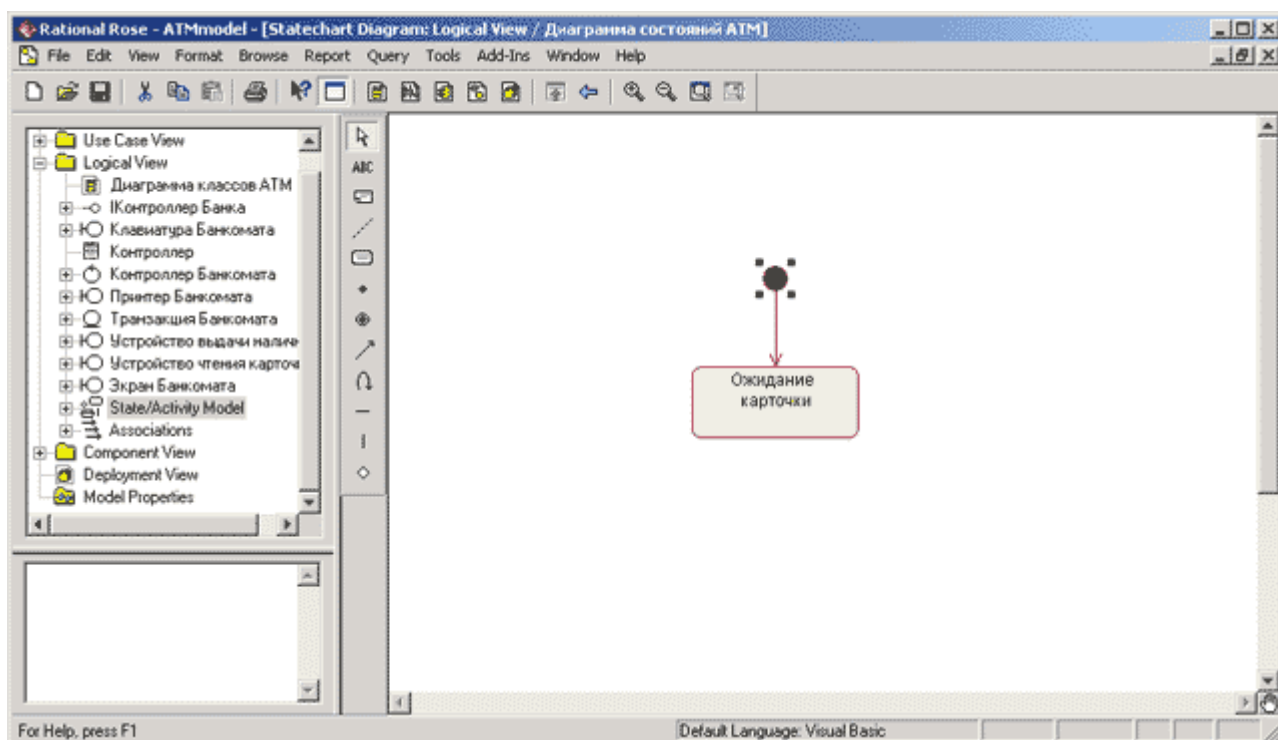 Rational Rose - ATMmodel - [Statechart Diagram: Logical View / Диаграмма состояний ATM]
File Edit View Format Browse Report Query Tools Add-Ins Window Help
ABC
Use Case View
Logical View
Диаграмма классов ATM
IКонтроллер Банка
Клавиатура Банкомата
Контроллер
Контроллер Банкомата
Принтер Банкомата
Транзакция Банкомата
Устройство выдачи наличе
Устройство чтения карточ
Экран Банкомата
State/Activity Model
Associations
Component View
Deployment View
Model Properties
Ожидание
карточки
For Help, press F1
Default Language: Visual Basic